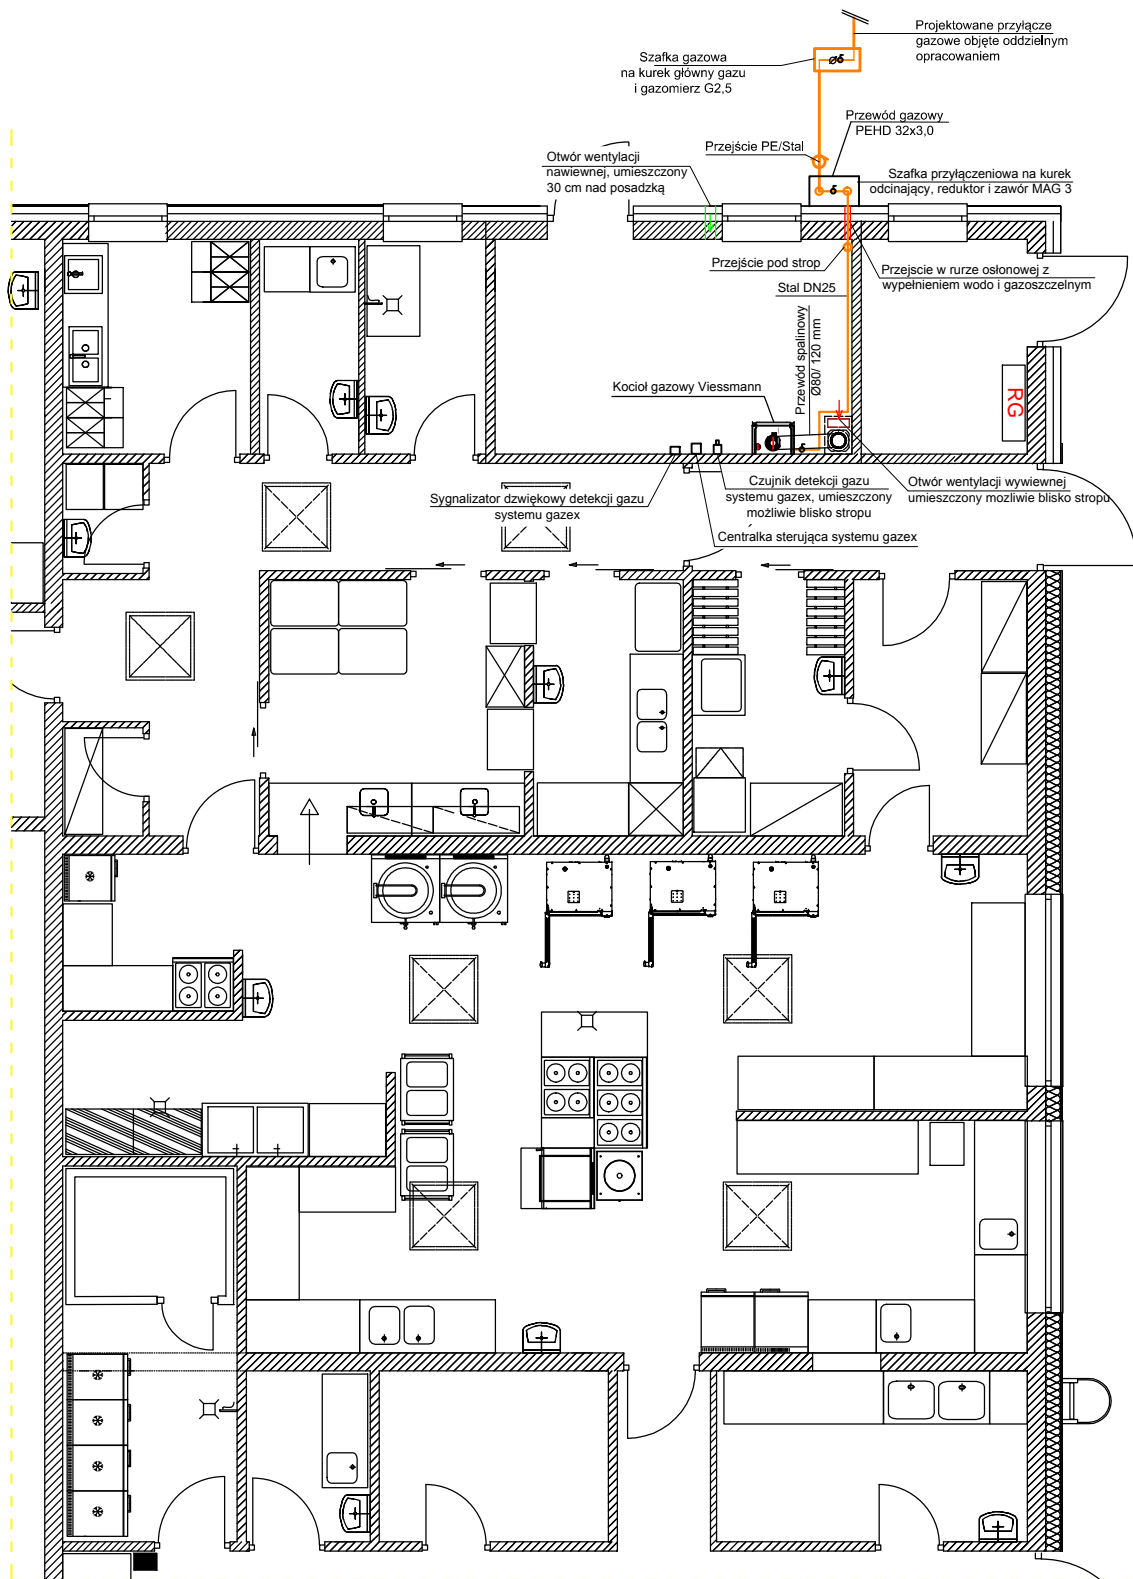 Projektowane przyłącze
gazowe objęte oddzielnym
opracowaniem
Szafka gazowa
na kurek główny gazu
i gazomierz G2,5
Przewód gazowy
PEHD 32x3,0
Przejście PE/Stal
Otwór wentylacji
nawiewnej, umieszczony
30 cm nad posadzką
Szafka przyłączeniowa na kurek
odcinający, reduktor i zawór MAG 3
Przejście pod strop
Przejscie w rurze osłonowej z
wypełnieniem wodo i gazoszczelnym
Stal DN25
Przewód spalinowy
Ø80/ 120 mm
Kocioł gazowy Viessmann
RG
Sygnalizator dzwiękowy detekcji gazu
systemu gazex
Czujnik detekcji gazu
systemu gazex, umieszczony
możliwie blisko stropu
Otwór wentylacji wywiewnej
umieszczony mozliwie blisko stropu
Centralka sterująca systemu gazex